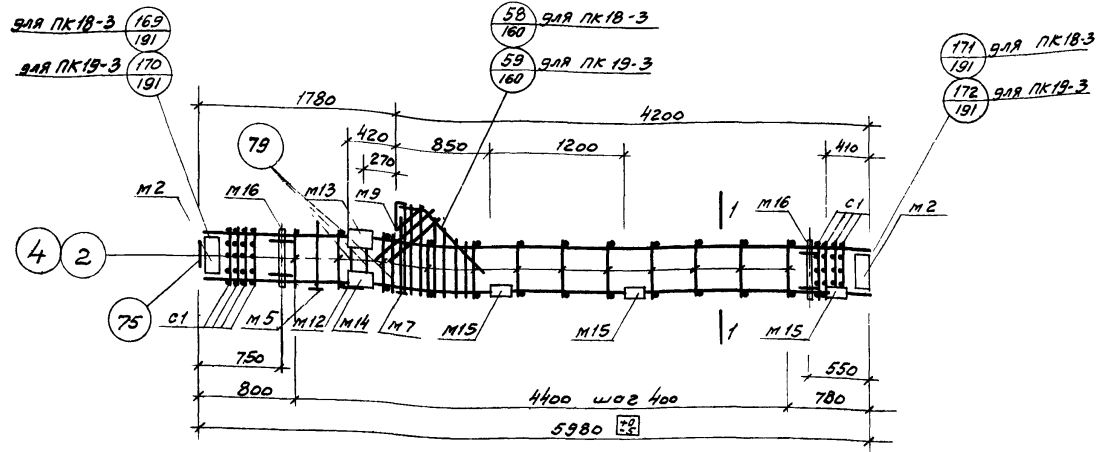 для ПК18-3 169/191
для ПК19-3 170/191
58/160 для ПК18-3
59/160 для ПК19-3
171/191 для ПК18-3
172/191 для ПК19-3
1780
4200
420
850
1200
410
270
79
М2
М16
М13
М9
1
М16
С1
М2
4
2
75
С1
М5
М12
М14
М7
М15
М15
1
М15
750
550
800
4400 шаг 400
780
5980 +0 -5